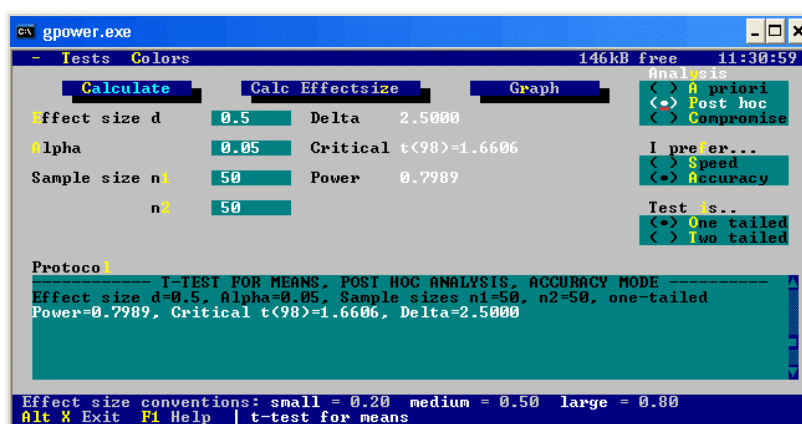 gpower.exe
- Tests Colors 146kB free 11:30:59
Calculate Calc Effectsize Graph
Effect size d 0.5 Delta 2.5000
Alpha 0.05 Critical t(98)=1.6606
Sample size n1 50 Power 0.7989
n2 50
Analysis
( ) A priori
(•) Post hoc
( ) Compromise
I prefer...
( ) Speed
(•) Accuracy
Test is..
(•) One tailed
( ) Two tailed
Protocol
------------ T-TEST FOR MEANS, POST HOC ANALYSIS, ACCURACY MODE ----------
Effect size d=0.5, Alpha=0.05, Sample sizes n1=50, n2=50, one-tailed
Power=0.7989, Critical t(98)=1.6606, Delta=2.5000
Effect size conventions: small = 0.20 medium = 0.50 large = 0.80
Alt X Exit F1 Help | t-test for means